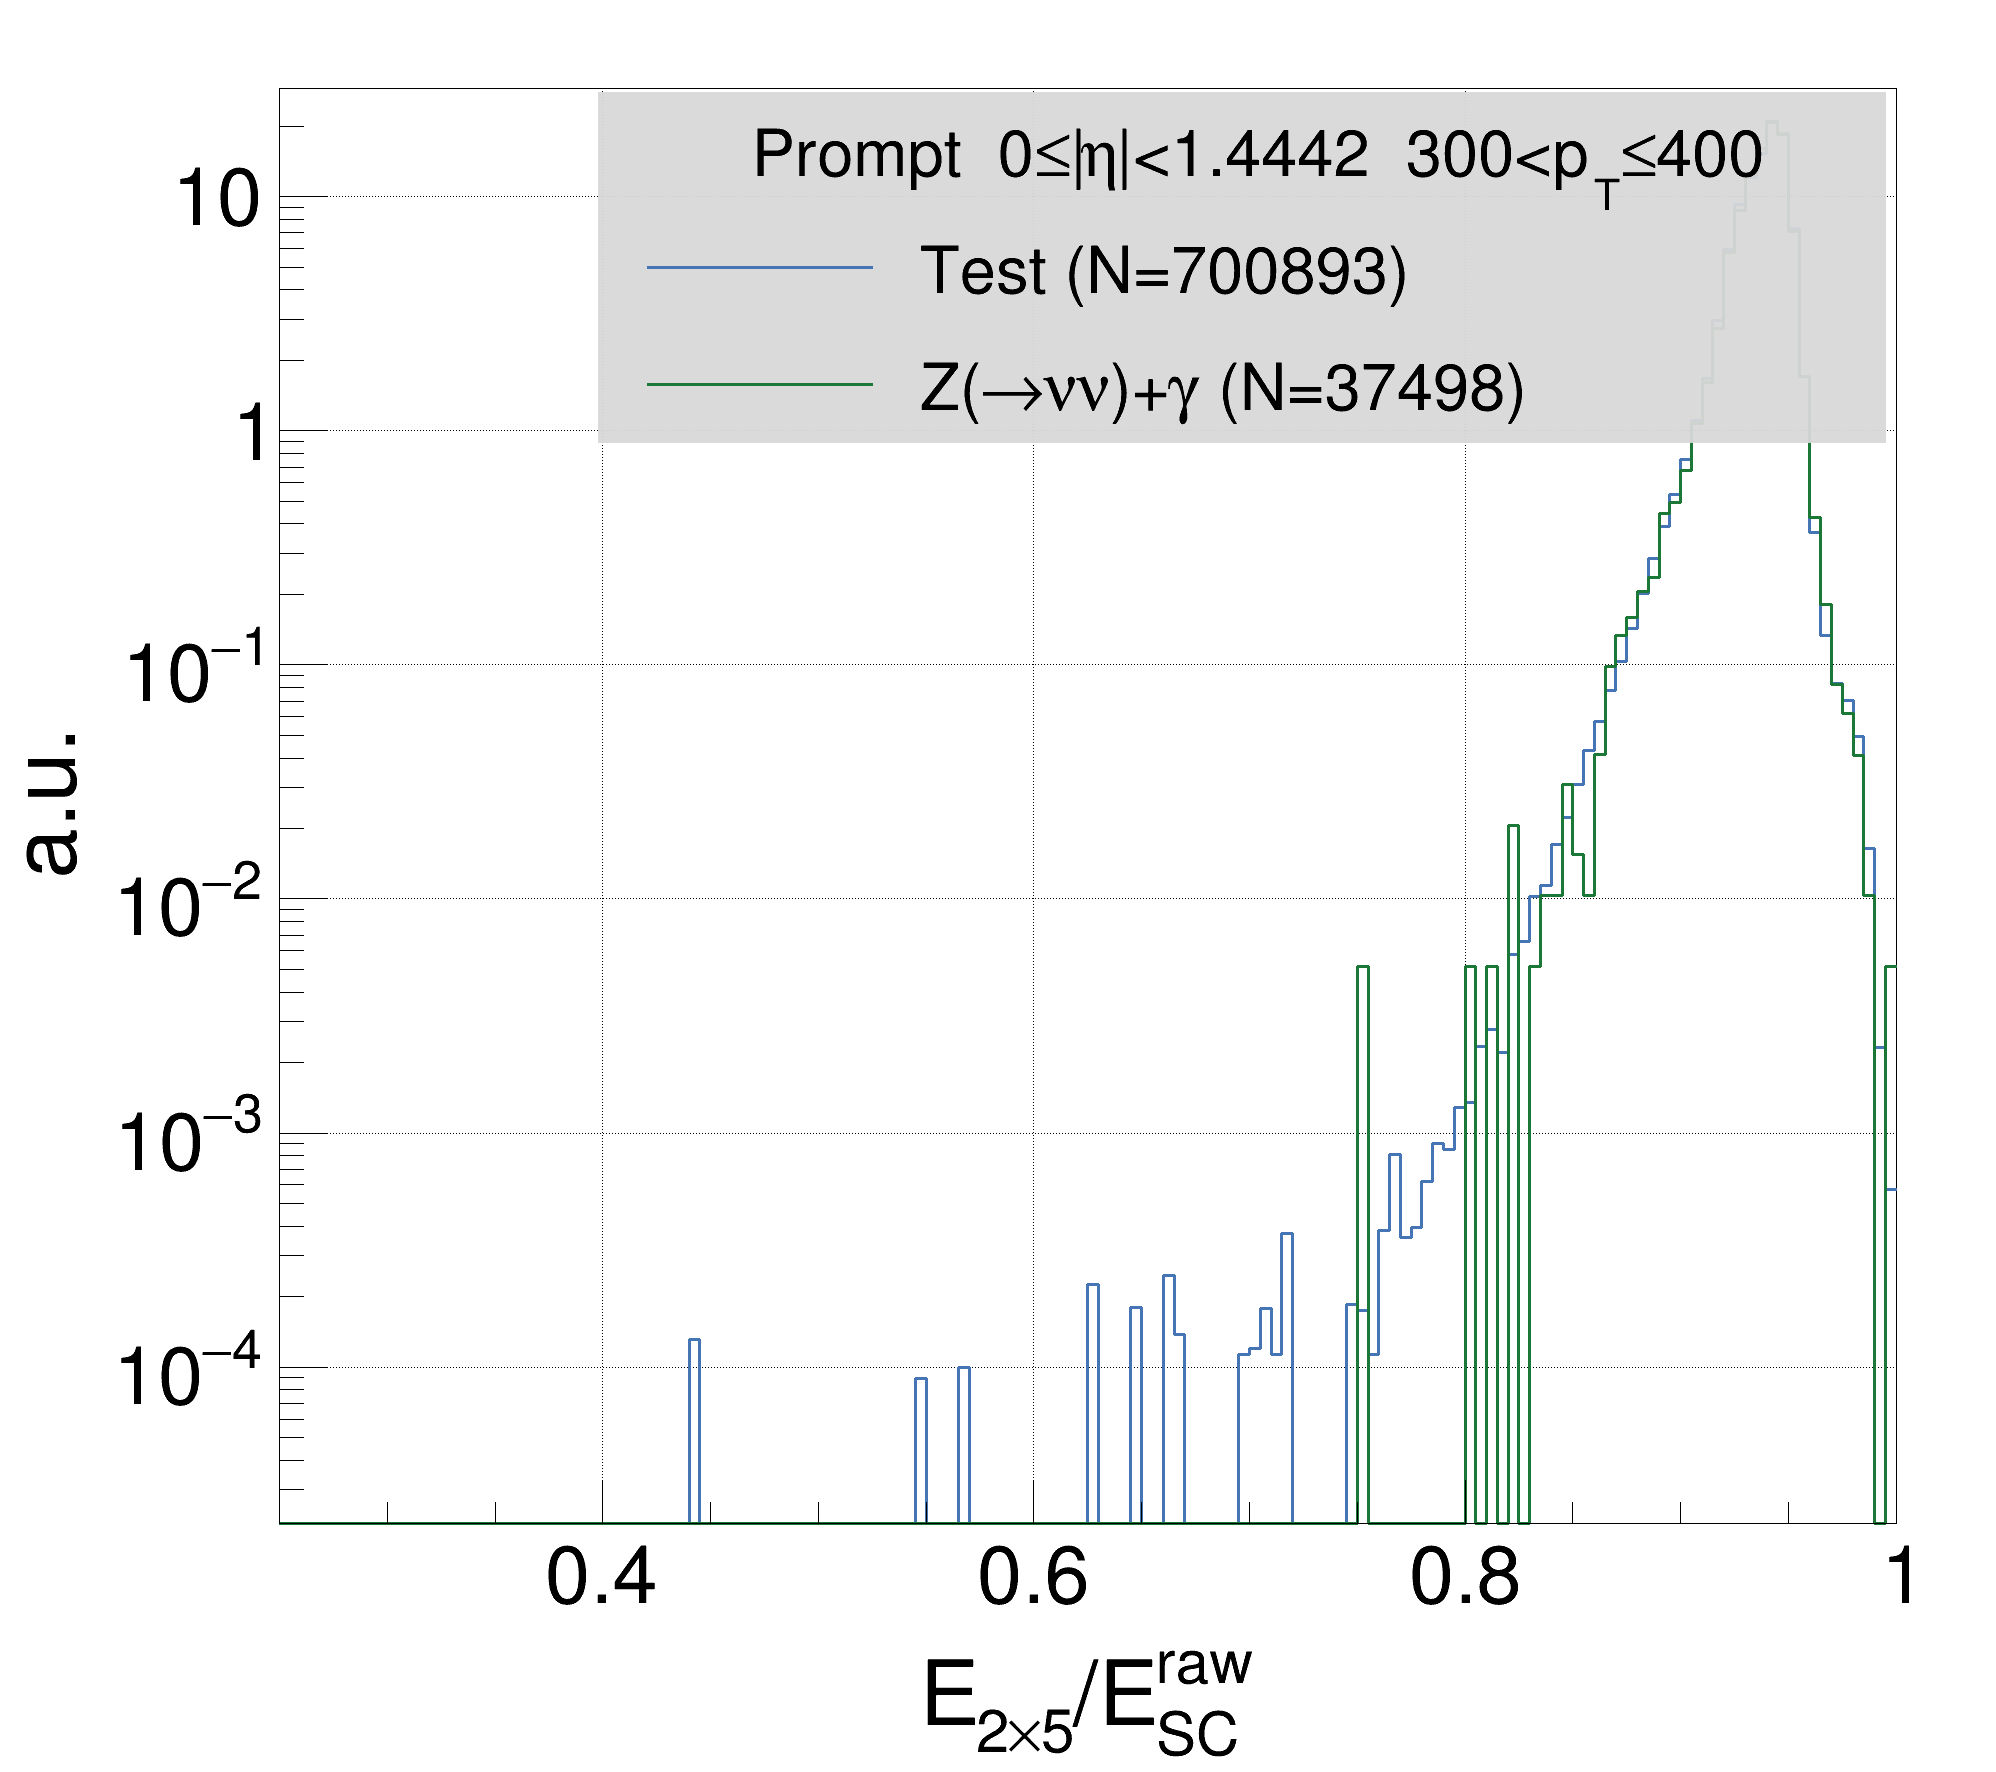 Prompt 0≤|η|<1.4442 300<p_T≤400
Test (N=700893)
Z(→νν)+γ (N=37498)
10
1
10^−1
10^−2
10^−3
10^−4
a.u.
0.4 0.6 0.8 1
E_2×5/E_SC^raw